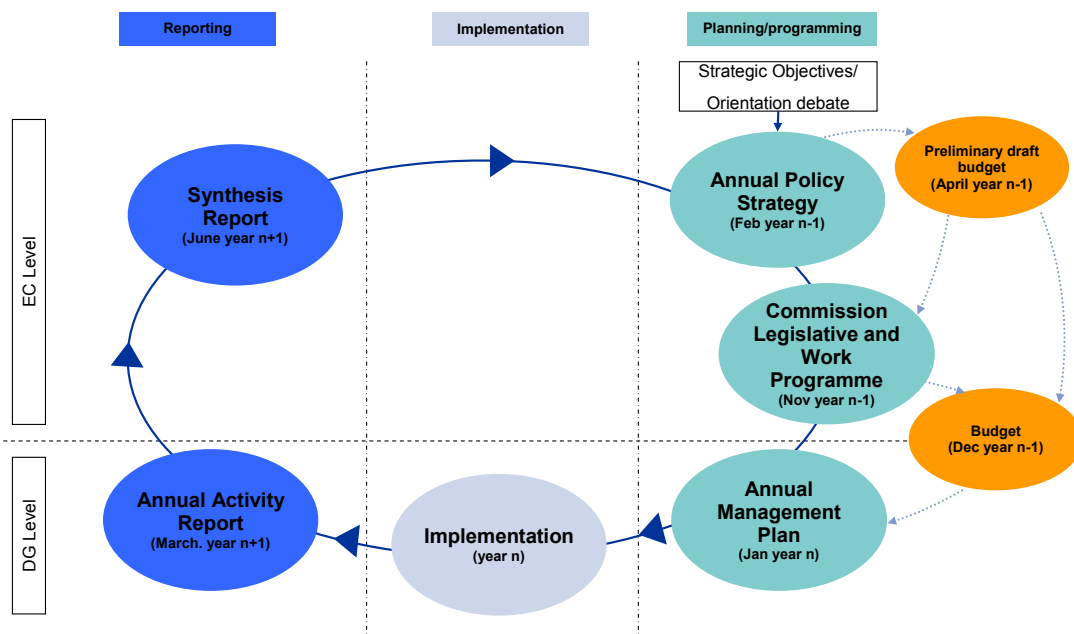 Reporting
Implementation
Planning/programming
Strategic Objectives/
Orientation debate
EC Level
Synthesis
Report
(June year n+1)
Annual Policy
Strategy
(Feb year n-1)
Preliminary draft
budget
(April year n-1)
Commission
Legislative and
Work
Programme
(Nov year n-1)
Budget
(Dec year n-1)
DG Level
Annual Activity
Report
(March. year n+1)
Implementation
(year n)
Annual
Management
Plan
(Jan year n)